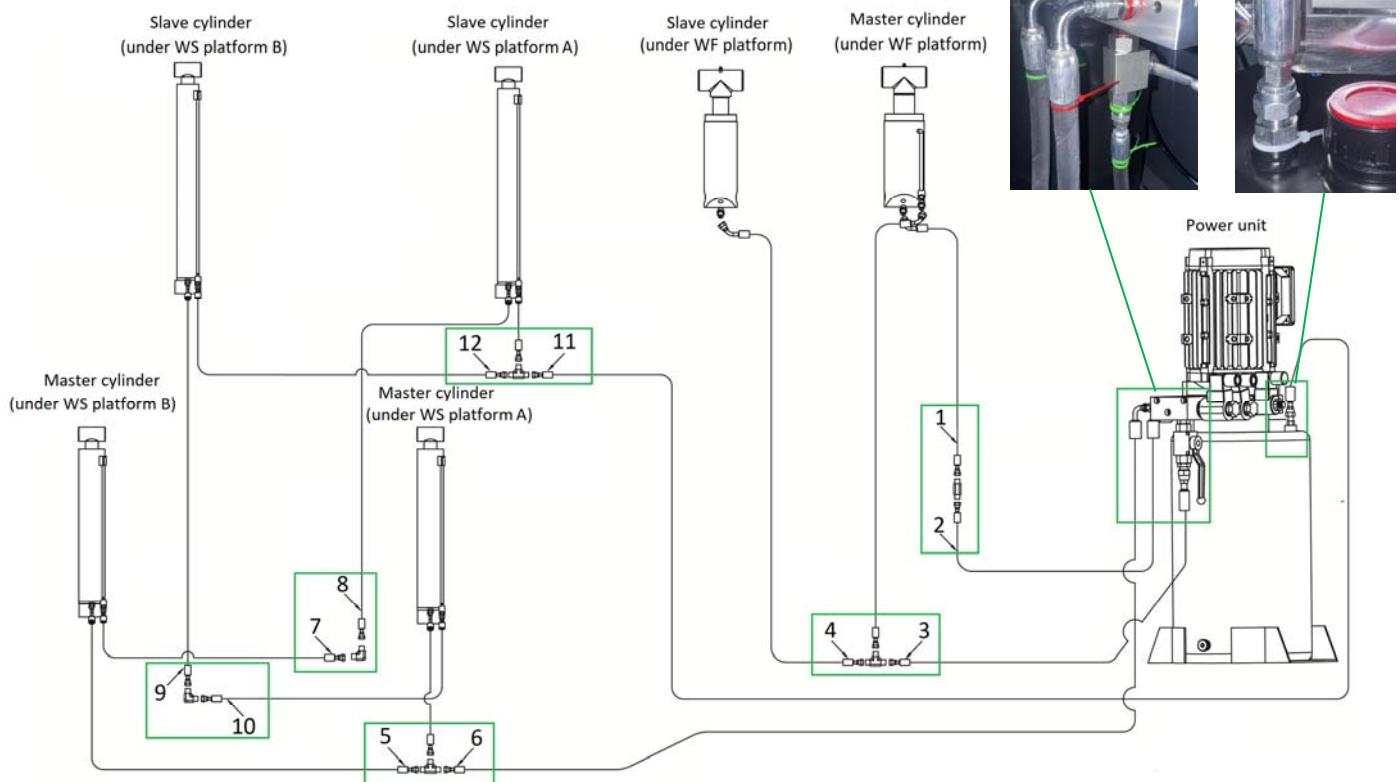 Slave cylinder
(under WS platform B)
Slave cylinder
(under WS platform A)
Slave cylinder
(under WF platform)
Master cylinder
(under WF platform)
Power unit
12
11
Master cylinder
(under WS platform B)
Master cylinder
(under WS platform A)
1
2
8
7
4
3
9
10
5
6